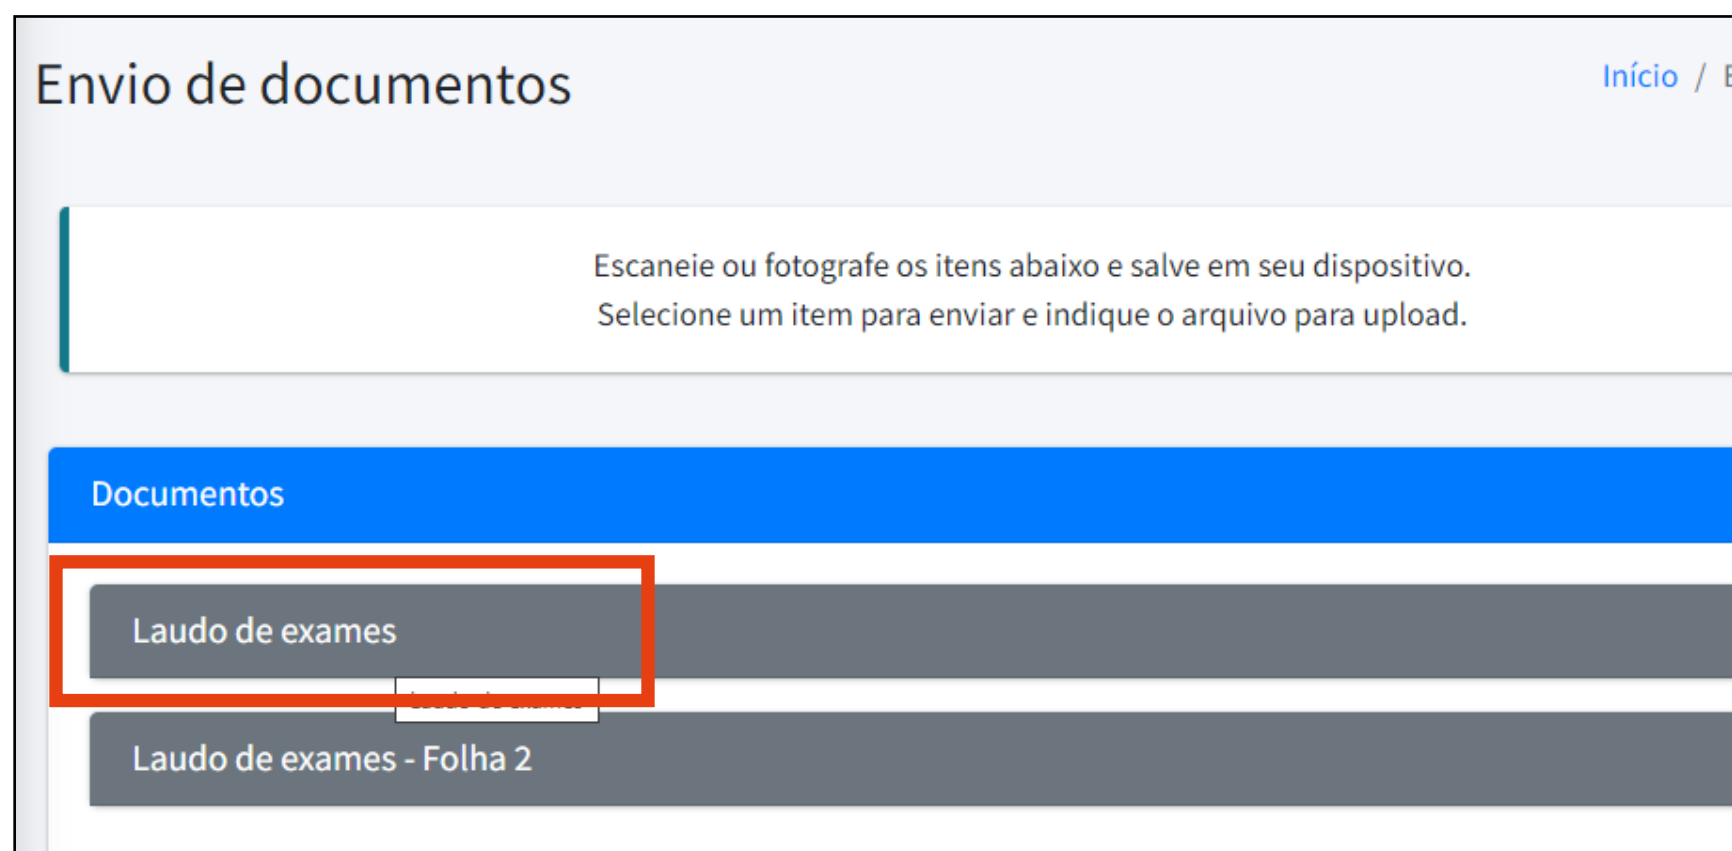 Envio de documentos
Início / E
Escaneie ou fotografe os itens abaixo e salve em seu dispositivo.
Selecione um item para enviar e indique o arquivo para upload.
Documentos
Laudo de exames
Laudo de exames - Folha 2